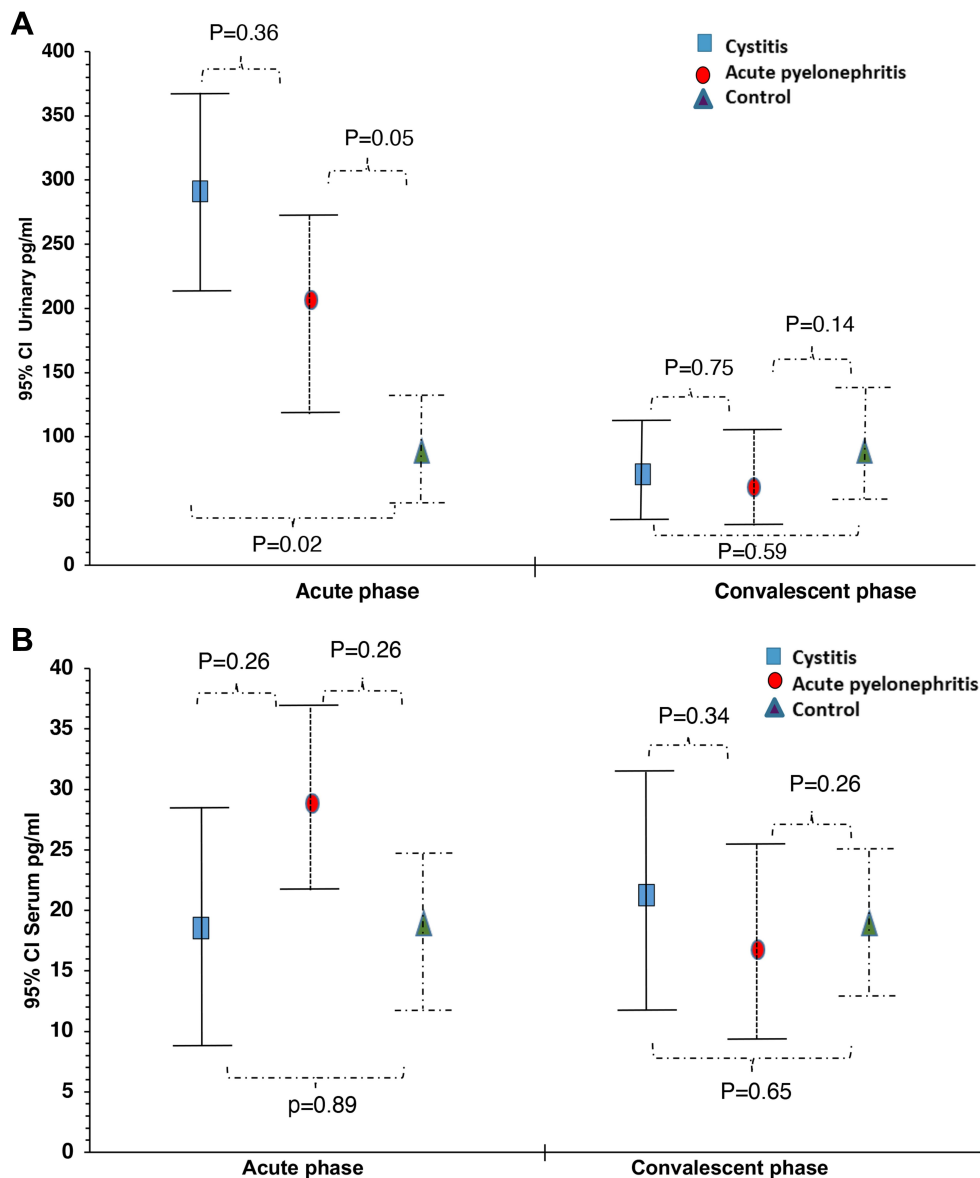 A
P=0.36
400
Cystitis
Acute pyelonephritis
Control
350
P=0.05
300
250
200
150
100
50
0
95% CI Urinary pg/ml
P=0.14
P=0.75
P=0.02
P=0.59
Acute phase
Convalescent phase
B
P=0.26
P=0.26
40
Cystitis
Acute pyelonephritis
Control
35
P=0.34
30
P=0.26
25
20
15
10
5
0
95% CI Serum pg/ml
p=0.89
P=0.65
Acute phase
Convalescent phase